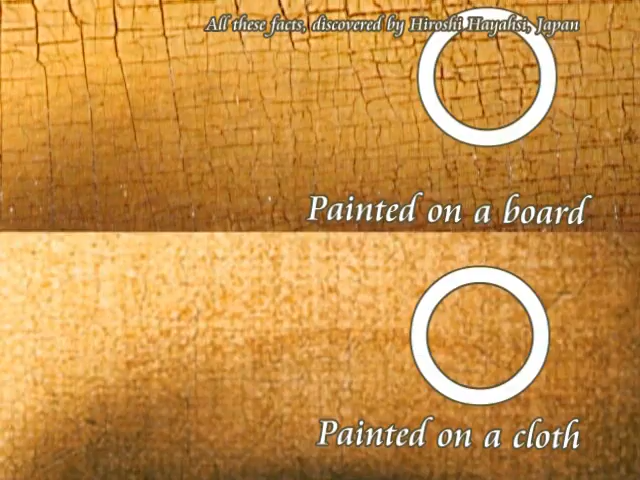 All these facts, discovered by Hiroshi Hayahsi, Japan
Painted on a board
Painted on a cloth